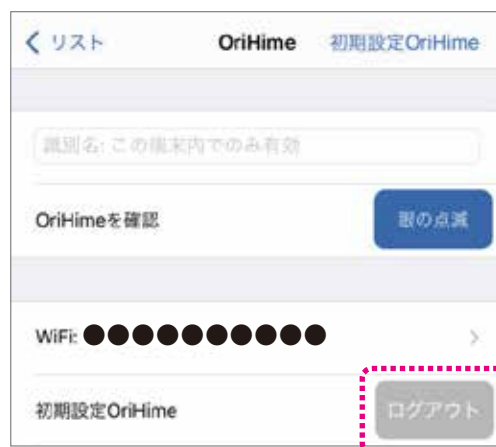 リスト OriHime 初期設定OriHime
識別名: この端末内でのみ有効
OriHimeを確認 眼の点滅
WiFi: ●●●●●●●●●●
初期設定OriHime ログアウト